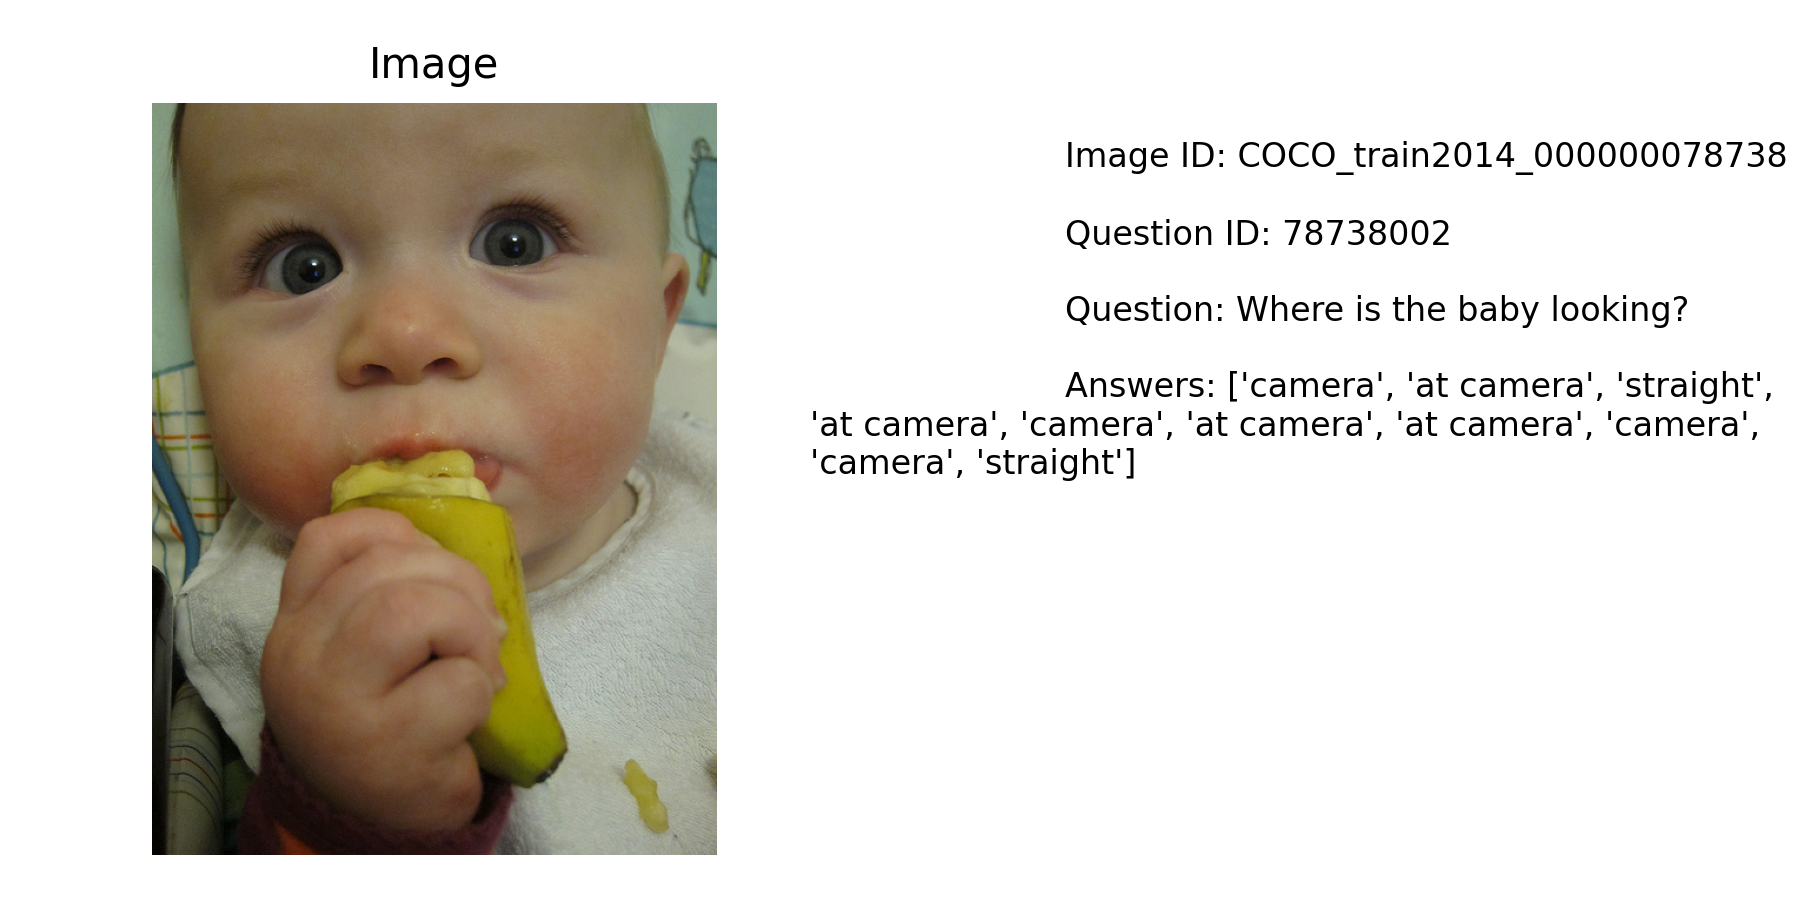 Image
Image ID: COCO_train2014_000000078738
Question ID: 78738002
Question: Where is the baby looking?
Answers: ['camera', 'at camera', 'straight',
'at camera', 'camera', 'at camera', 'at camera', 'camera',
'camera', 'straight']